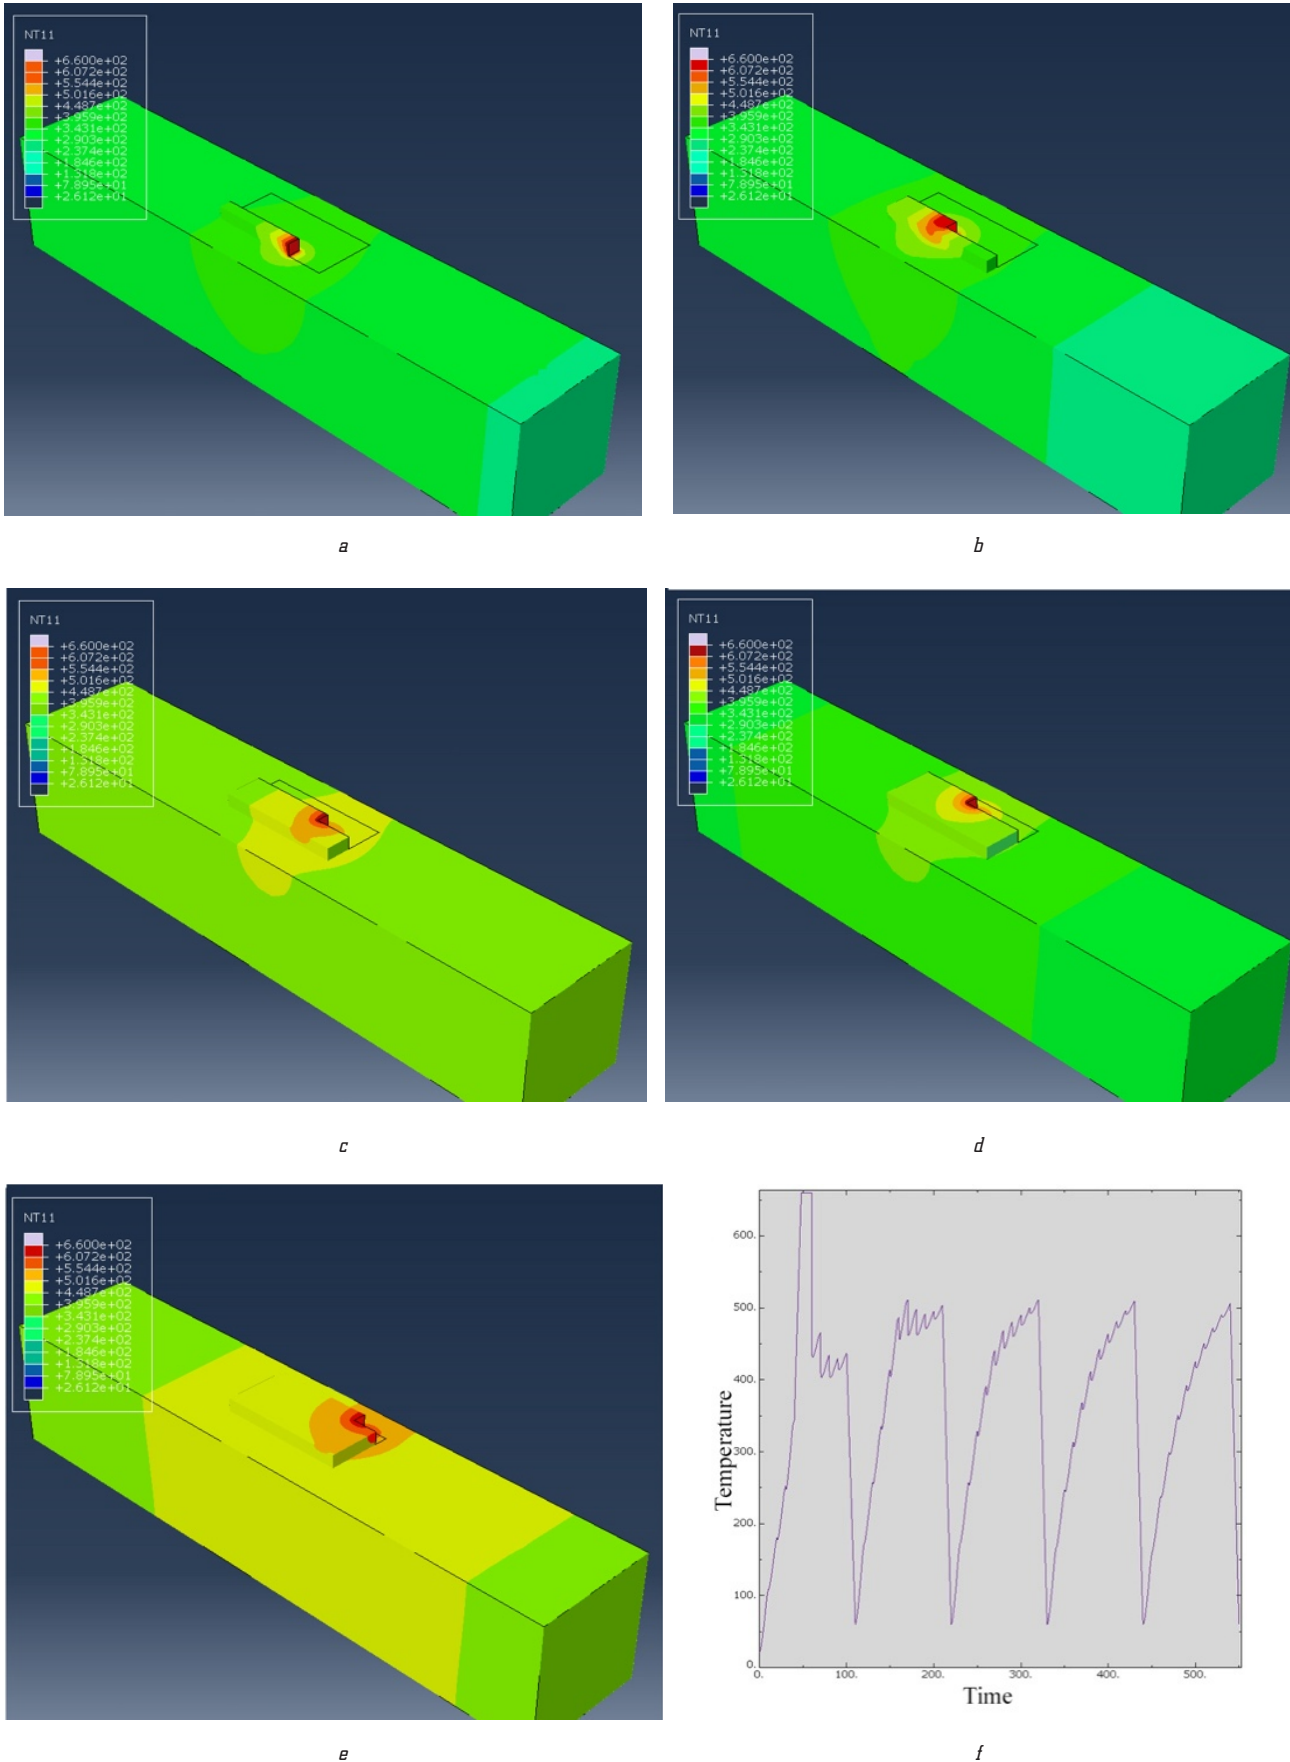 NT11
+6.600e+02
+6.072e+02
+5.544e+02
+5.016e+02
+4.487e+02
+3.959e+02
+3.431e+02
+2.903e+02
+2.374e+02
+1.846e+02
+1.318e+02
+7.895e+01
+2.612e+01
a
NT11
+6.600e+02
+6.072e+02
+5.544e+02
+5.016e+02
+4.487e+02
+3.959e+02
+3.431e+02
+2.903e+02
+2.374e+02
+1.846e+02
+1.318e+02
+7.895e+01
+2.612e+01
b
NT11
+6.600e+02
+6.072e+02
+5.544e+02
+5.016e+02
+4.487e+02
+3.959e+02
+3.431e+02
+2.903e+02
+2.374e+02
+1.846e+02
+1.318e+02
+7.895e+01
+2.612e+01
c
NT11
+6.600e+02
+6.072e+02
+5.544e+02
+5.016e+02
+4.487e+02
+3.959e+02
+3.431e+02
+2.903e+02
+2.374e+02
+1.846e+02
+1.318e+02
+7.895e+01
+2.612e+01
d
NT11
+6.600e+02
+6.072e+02
+5.544e+02
+5.016e+02
+4.487e+02
+3.959e+02
+3.431e+02
+2.903e+02
+2.374e+02
+1.846e+02
+1.318e+02
+7.895e+01
+2.612e+01
e
600.
500.
400.
300.
200.
100.
0.
Temperature
0. 100. 200. 300. 400. 500.
Time
f